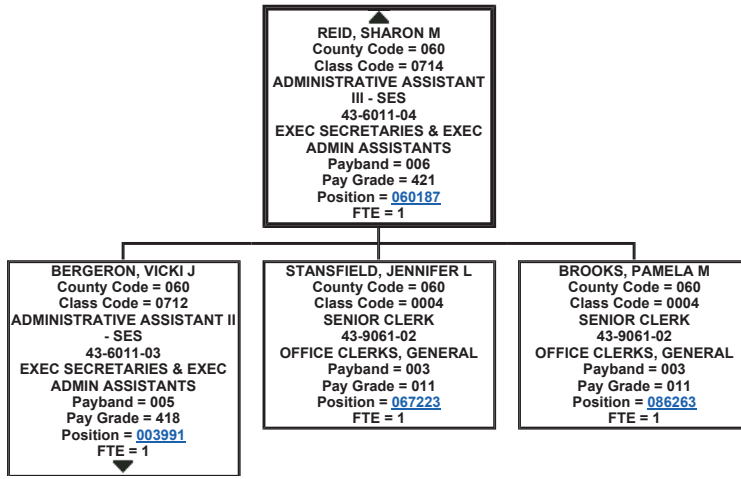 REID, SHARON M
County Code = 060
Class Code = 0714
ADMINISTRATIVE ASSISTANT
III - SES
43-6011-04
EXEC SECRETARIES & EXEC
ADMIN ASSISTANTS
Payband = 006
Pay Grade = 421
Position = 060187
FTE = 1
BERGERON, VICKI J
County Code = 060
Class Code = 0712
ADMINISTRATIVE ASSISTANT II
- SES
43-6011-03
EXEC SECRETARIES & EXEC
ADMIN ASSISTANTS
Payband = 005
Pay Grade = 418
Position = 003991
FTE = 1
STANSFIELD, JENNIFER L
County Code = 060
Class Code = 0004
SENIOR CLERK
43-9061-02
OFFICE CLERKS, GENERAL
Payband = 003
Pay Grade = 011
Position = 067223
FTE = 1
BROOKS, PAMELA M
County Code = 060
Class Code = 0004
SENIOR CLERK
43-9061-02
OFFICE CLERKS, GENERAL
Payband = 003
Pay Grade = 011
Position = 086263
FTE = 1